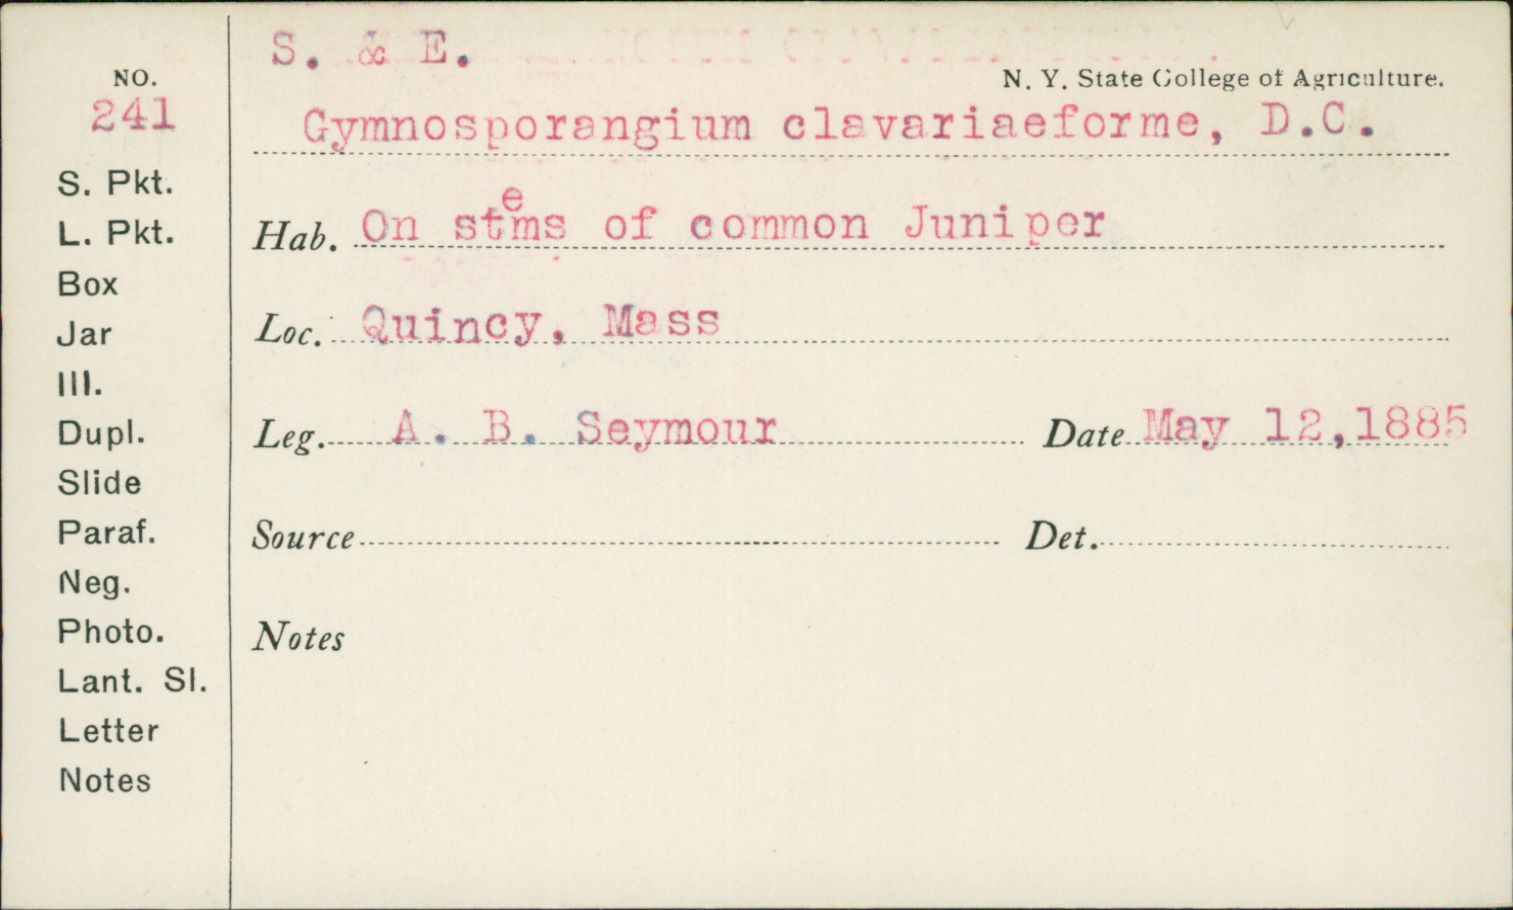 S. & E.
N. Y. State College of Agriculture.
NO.
241
Gymnosporangium clavariaeforme, D.C.
S. Pkt.
L. Pkt.
Box
Jar
Ill.
Dupl.
Slide
Paraf.
Neg.
Photo.
Lant. Sl.
Letter
Notes
Hab. On stems of common Juniper
Loc. Quincy, Mass
Leg. A. B. Seymour Date May 12,1885
Source Det.
Notes